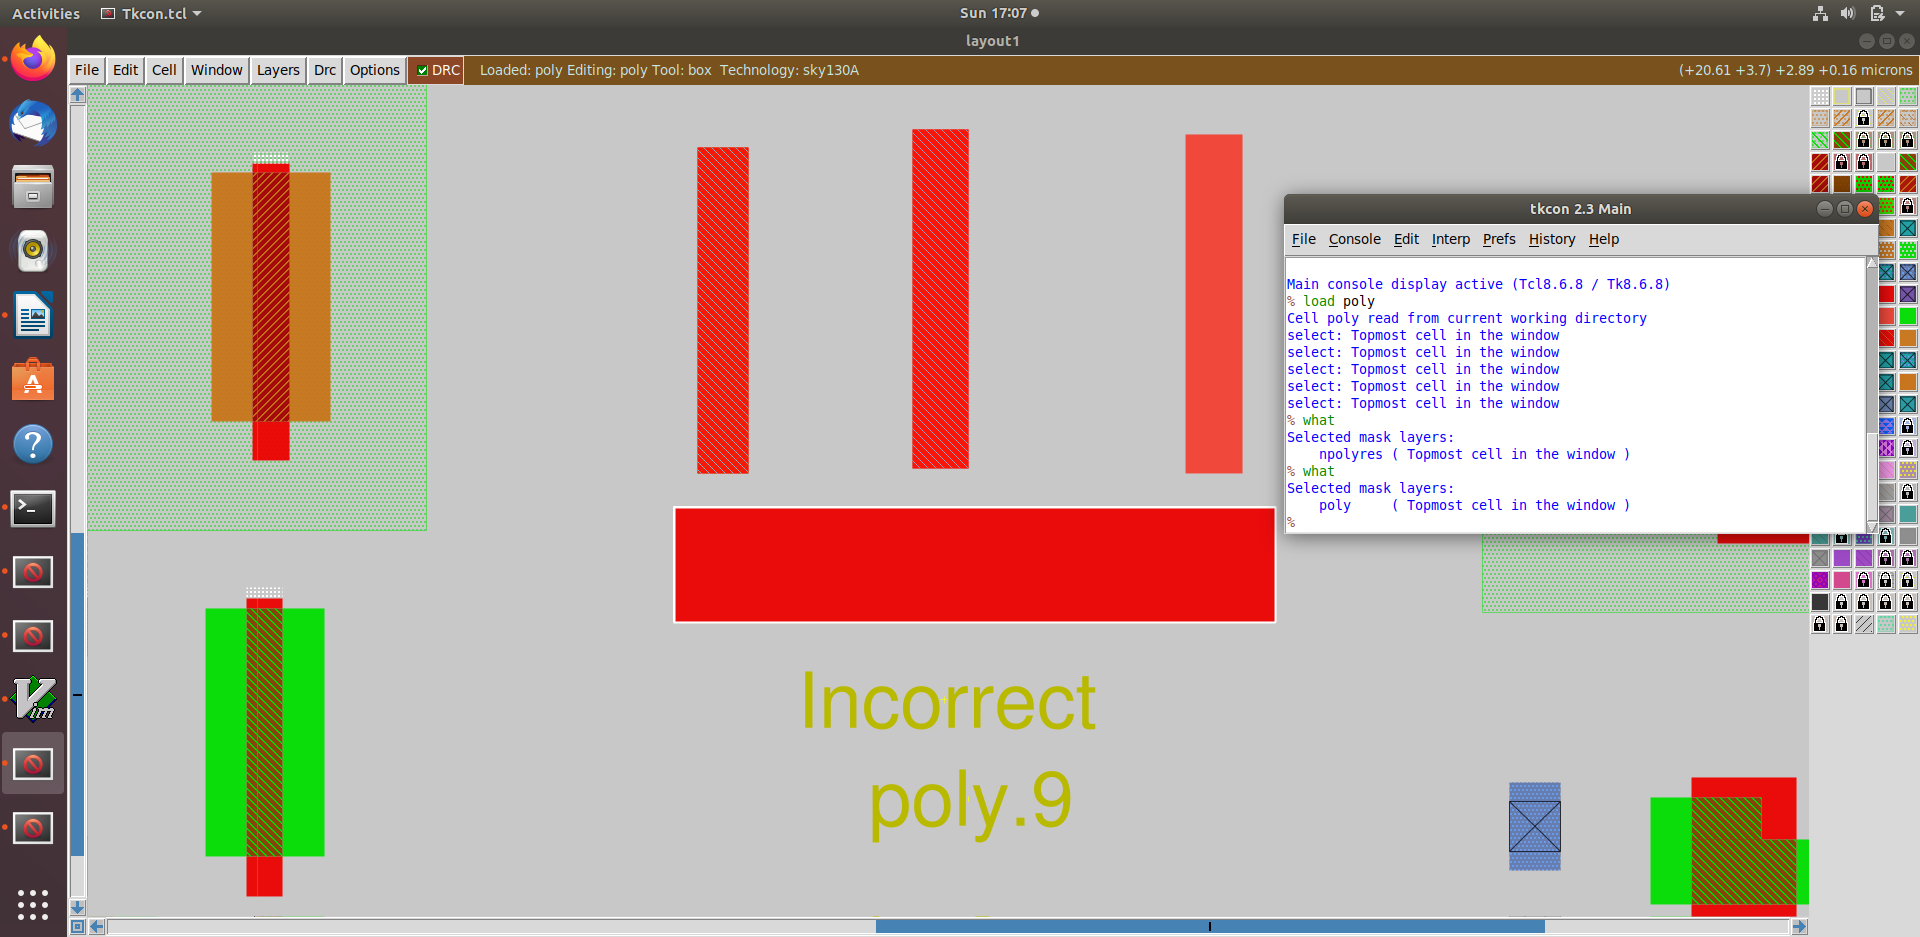 Activities Tkcon.tcl Sun 17:07
layout1
File Edit Cell Window Layers Drc Options DRC Loaded: poly Editing: poly Tool: box Technology: sky130A (+20.61 +3.7) +2.89 +0.16 microns
tkcon 2.3 Main
File Console Edit Interp Prefs History Help
Main console display active (Tcl8.6.8 / Tk8.6.8)
% load poly
Cell poly read from current working directory
select: Topmost cell in the window
select: Topmost cell in the window
select: Topmost cell in the window
select: Topmost cell in the window
select: Topmost cell in the window
% what
Selected mask layers:
npolyres ( Topmost cell in the window )
% what
Selected mask layers:
poly ( Topmost cell in the window )
%
Incorrect
poly.9
Vim